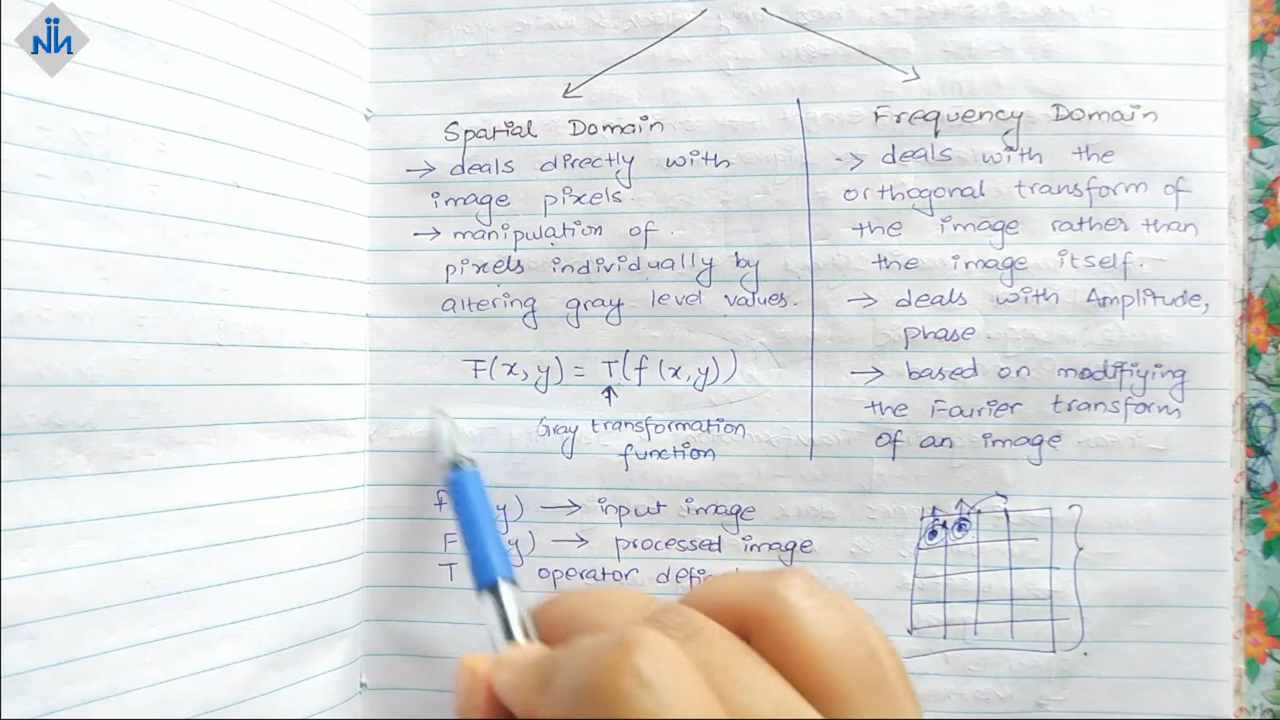 NIN
Spatial Domain
→ deals directly with
image pixels.
→ manipulation of
pixels individually by
altering gray level values.
F(x,y) = T(f(x,y))
↑
Gray transformation
function
f y) → input image
F y) → processed image
T operator
Frequency Domain
-> deals with the
orthogonal transform of
the image rather than
the image itself.
→ deals with Amplitude,
phase.
→ based on modifiying
the Fourier transform
of an image.